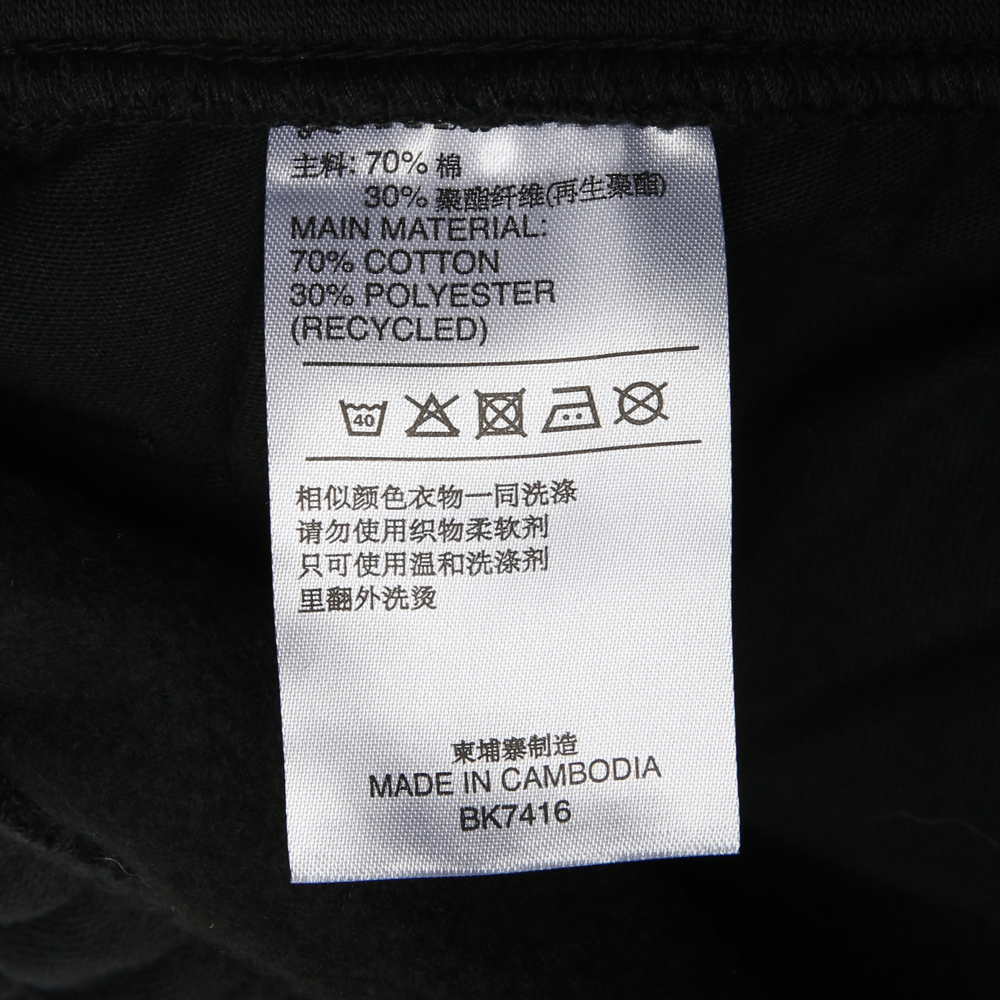 主料: 70% 棉
30% 聚酯纤维(再生聚酯)
MAIN MATERIAL:
70% COTTON
30% POLYESTER
(RECYCLED)
40
相似颜色衣物一同洗涤
请勿使用织物柔软剂
只可使用温和洗涤剂
里翻外洗烫
柬埔寨制造
MADE IN CAMBODIA
BK7416